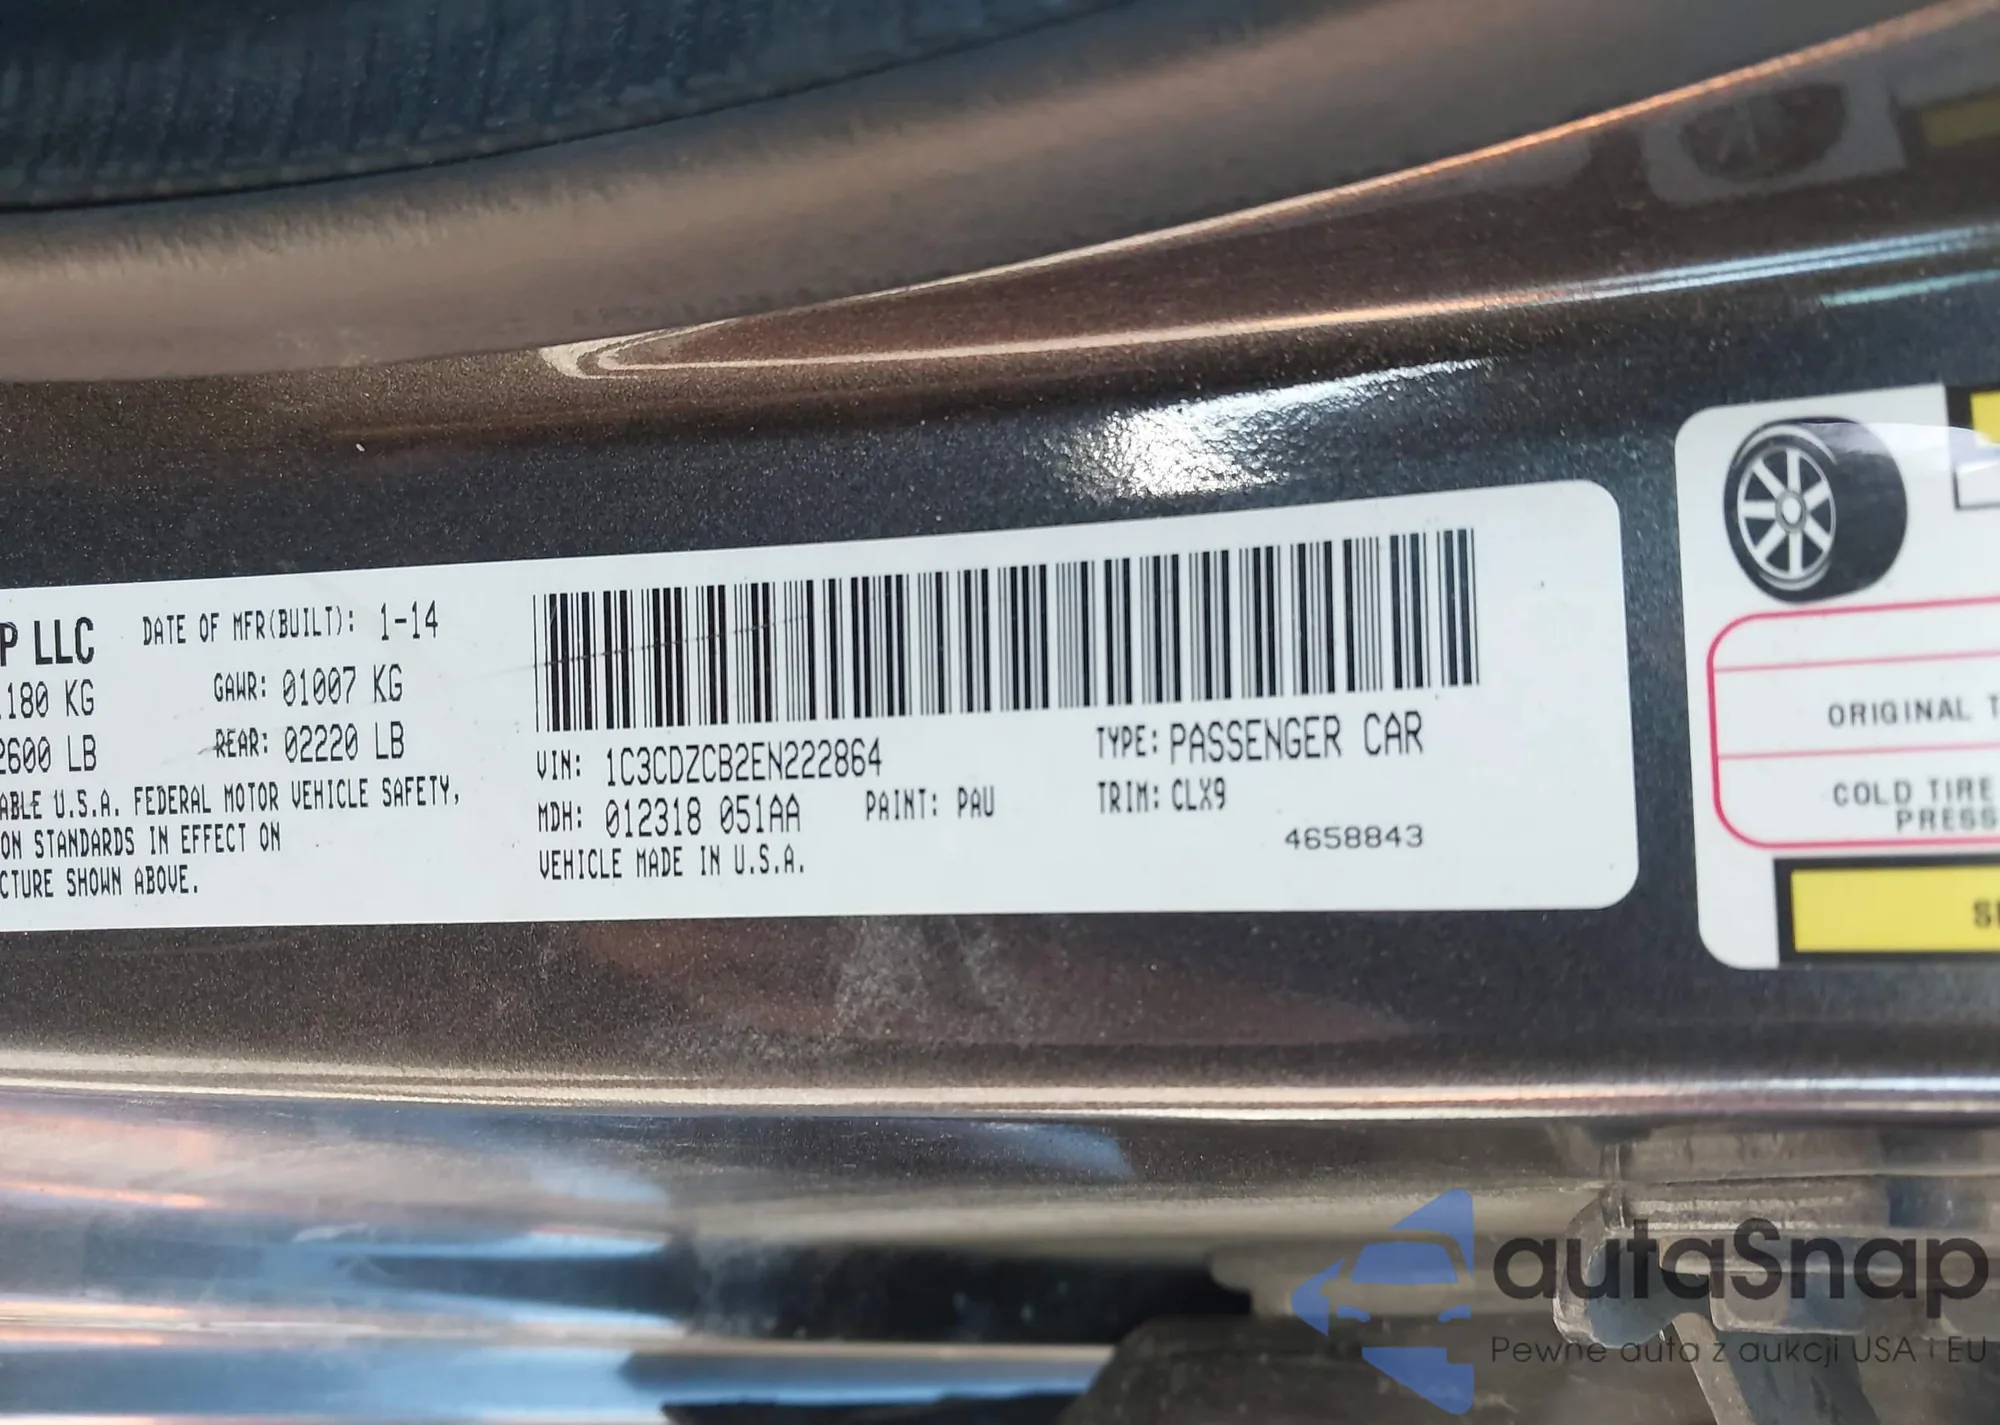 P LLC DATE OF MFR(BUILT): 1-14
180 KG GAWR: 01007 KG
2600 LB REAR: 02220 LB
ABLE U.S.A. FEDERAL MOTOR VEHICLE SAFETY,
ON STANDARDS IN EFFECT ON
CTURE SHOWN ABOVE.
VIN: 1C3CDZCB2EN222864 TYPE: PASSENGER CAR
MDH: 012318 051AA PAINT: PAU TRIM: CLX9
VEHICLE MADE IN U.S.A. 4658843
ORIGINAL T
COLD TIRE
PRESS
autaSnap
Pewne auta z aukcji USA i EU